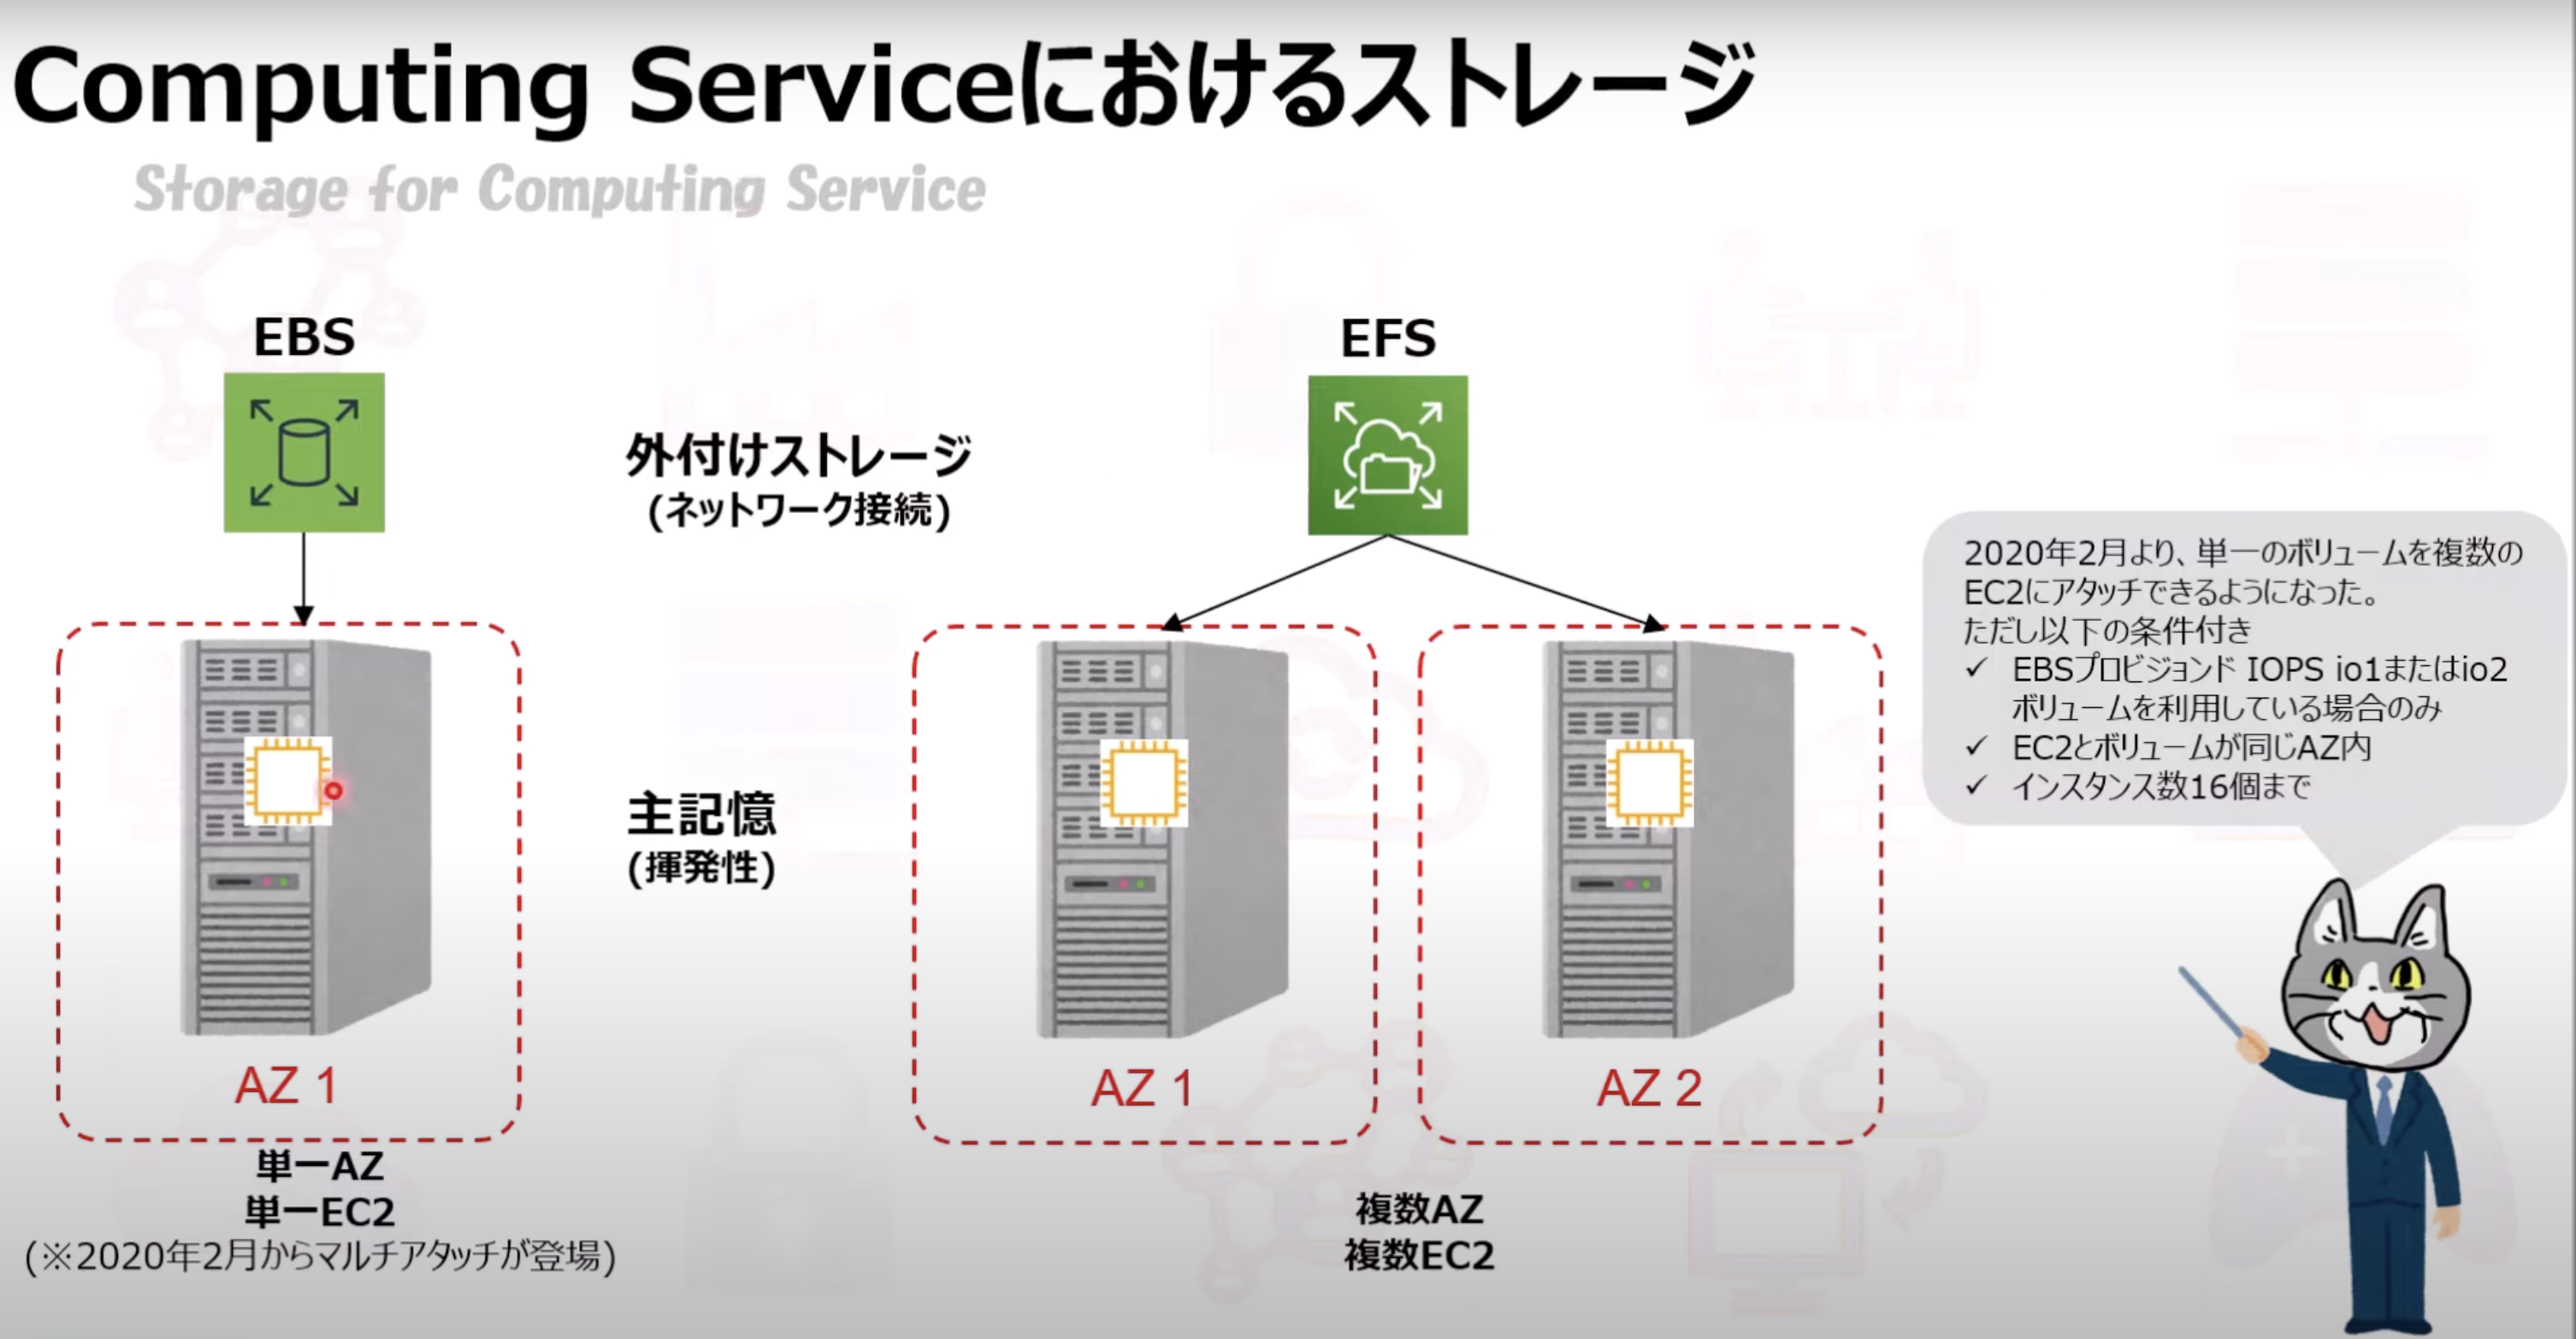 Computing Serviceにおけるストレージ
Storage for Computing Service
EBS
EFS
外付けストレージ
(ネットワーク接続)
主記憶
(揮発性)
AZ 1
AZ 1
AZ 2
単一AZ
単一EC2
(※2020年2月からマルチアタッチが登場)
複数AZ
複数EC2
2020年2月より、単一のボリュームを複数の
EC2にアタッチできるようになった。
ただし以下の条件付き
✓ EBSプロビジョンド IOPS io1またはio2
ボリュームを利用している場合のみ
✓ EC2とボリュームが同じAZ内
✓ インスタンス数16個まで